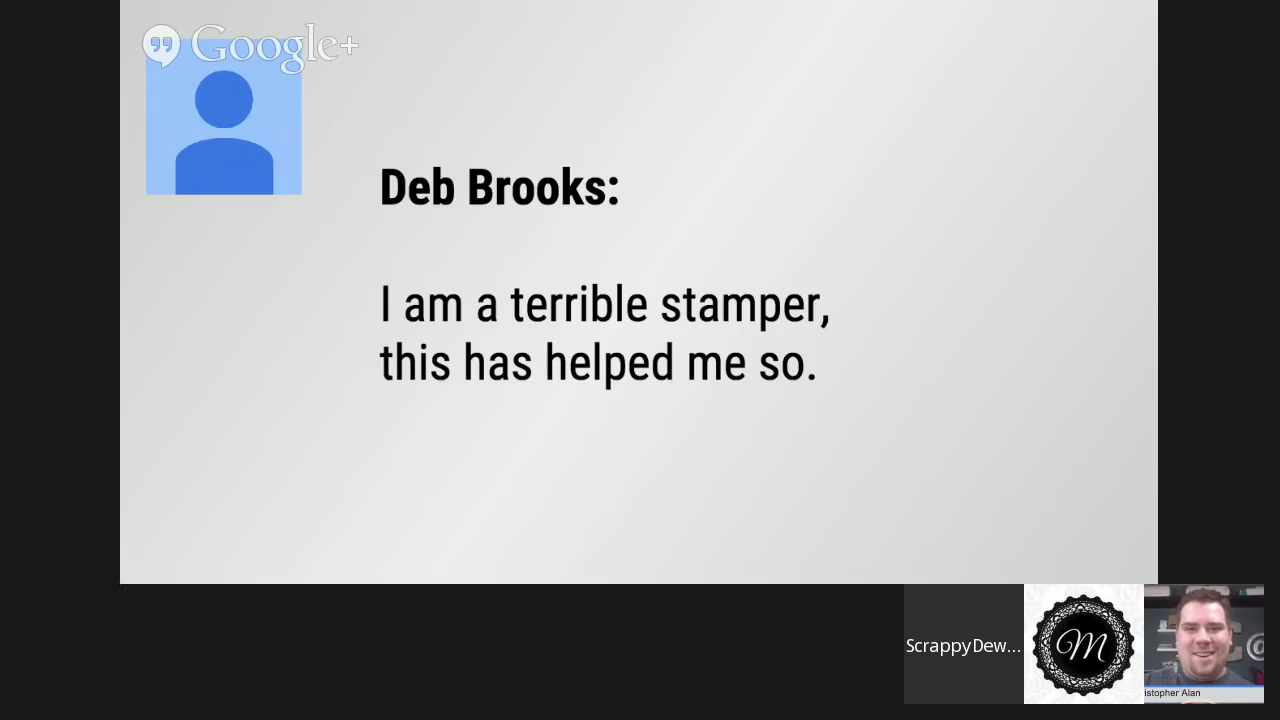 Google+
Deb Brooks:
I am a terrible stamper,
this has helped me so.
ScrappyDew...
M
istopher Alan